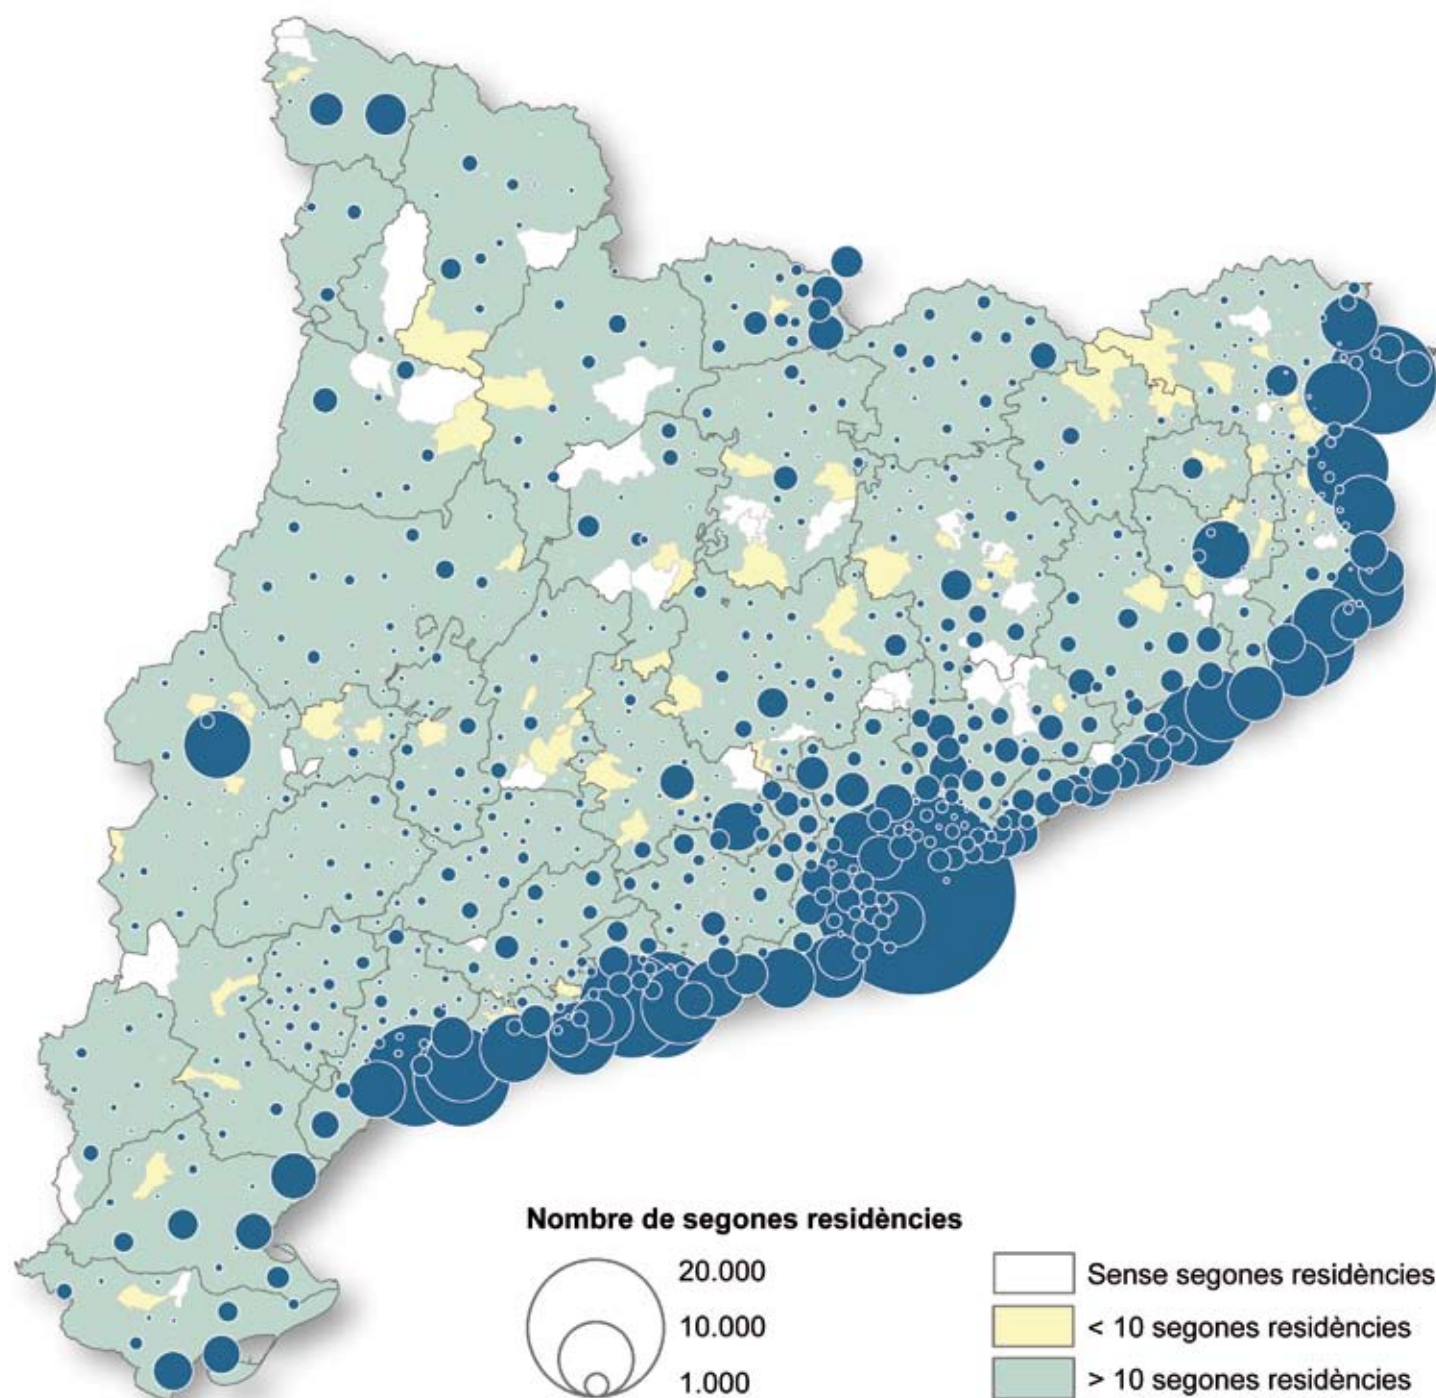 Nombre de segones residències
20.000
10.000
1.000
Sense segones residències
< 10 segones residències
> 10 segones residències